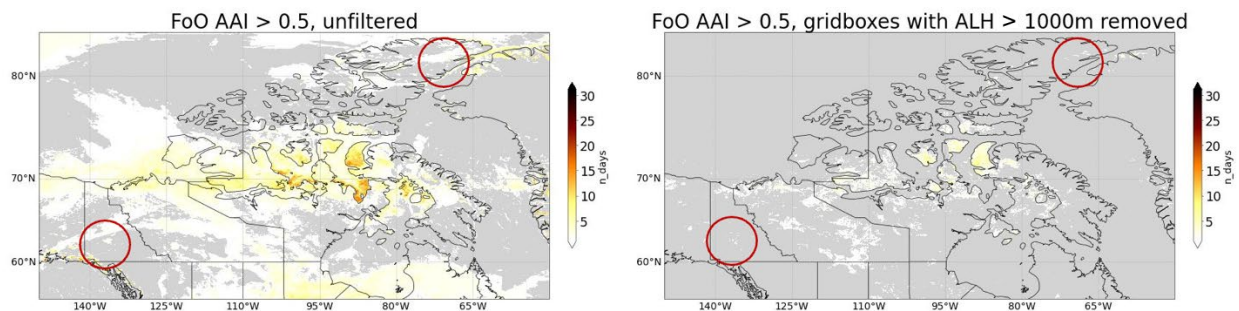 FoO AAI > 0.5, unfiltered
80°N
70°N
60°N
140°W
125°W
110°W
95°W
80°W
65°W
30
25
20
15
10
5
n_days
FoO AAI > 0.5, gridboxes with ALH > 1000m removed
80°N
70°N
60°N
140°W
125°W
110°W
95°W
80°W
65°W
30
25
20
15
10
5
n_days